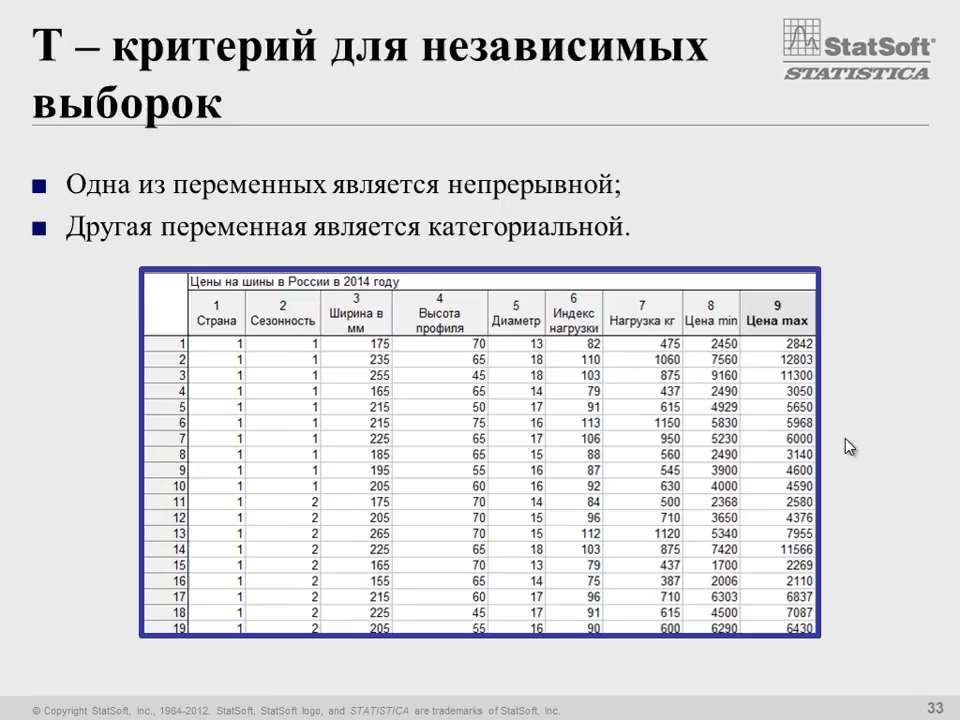 Т – критерий для независимых
выборок
StatSoft®
STATISTICA
Одна из переменных является непрерывной;
Другая переменная является категориальной.
Цены на шины в России в 2014 году
1 Страна 2 Сезонность 3 Ширина в мм 4 Высота профиля 5 Диаметр 6 Индекс нагрузки 7 Нагрузка кг 8 Цена min 9 Цена max
1 1 1 175 70 13 82 475 2450 2842
2 1 1 235 65 18 110 1060 7560 12803
3 1 1 255 45 18 103 875 9160 11300
4 1 1 165 65 14 79 437 2490 3050
5 1 1 215 50 17 91 615 4929 5650
6 1 1 215 75 16 113 1150 5830 5968
7 1 1 225 65 17 106 950 5230 6000
8 1 1 185 65 15 88 560 2490 3140
9 1 1 195 55 16 87 545 3900 4600
10 1 1 205 60 16 92 630 4000 4590
11 1 2 175 70 14 84 500 2368 2580
12 1 2 205 70 15 96 710 3650 4376
13 1 2 265 70 15 112 1120 5340 7955
14 1 2 225 65 18 103 875 7420 11566
15 1 2 165 70 13 79 437 1700 2269
16 1 2 155 65 14 75 387 2006 2110
17 1 2 215 60 17 96 710 6303 6837
18 1 2 225 45 17 91 615 4500 7087
19 1 2 205 55 16 90 600 6290 6430
© Copyright StatSoft, Inc., 1984-2012. StatSoft, StatSoft logo, and STATISTICA are trademarks of StatSoft, Inc.
33